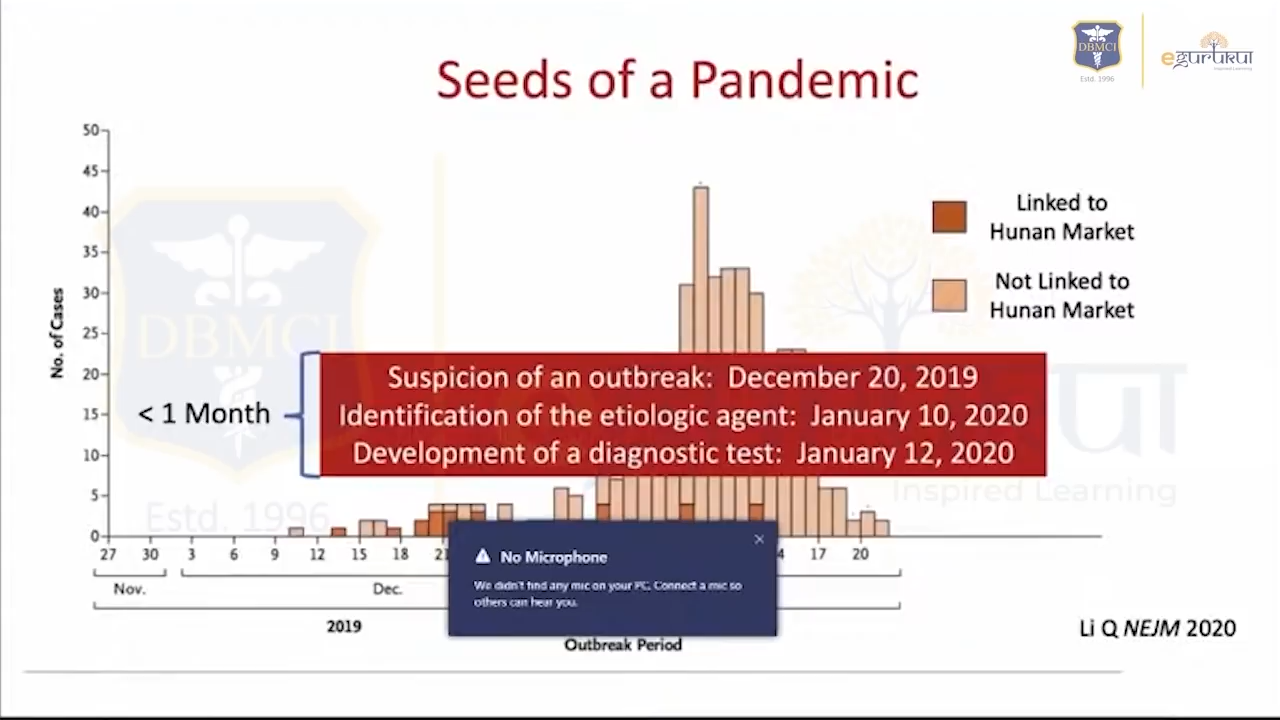 DBMCI
Estd. 1996
egurukul
Inspired Learning
Seeds of a Pandemic
50
45
40
35
30
25
20
15
10
5
0
No. of Cases
Linked to
Hunan Market
Not Linked to
Hunan Market
DBMCI
Estd. 1996
Inspired Learning
< 1 Month
Suspicion of an outbreak: December 20, 2019
Identification of the etiologic agent: January 10, 2020
Development of a diagnostic test: January 12, 2020
27 30 3 6 9 12 15 18 21 4 17 20
Nov. Dec.
2019
Outbreak Period
No Microphone
We didn't find any mic on your PC. Connect a mic so
others can hear you.
Li Q NEJM 2020